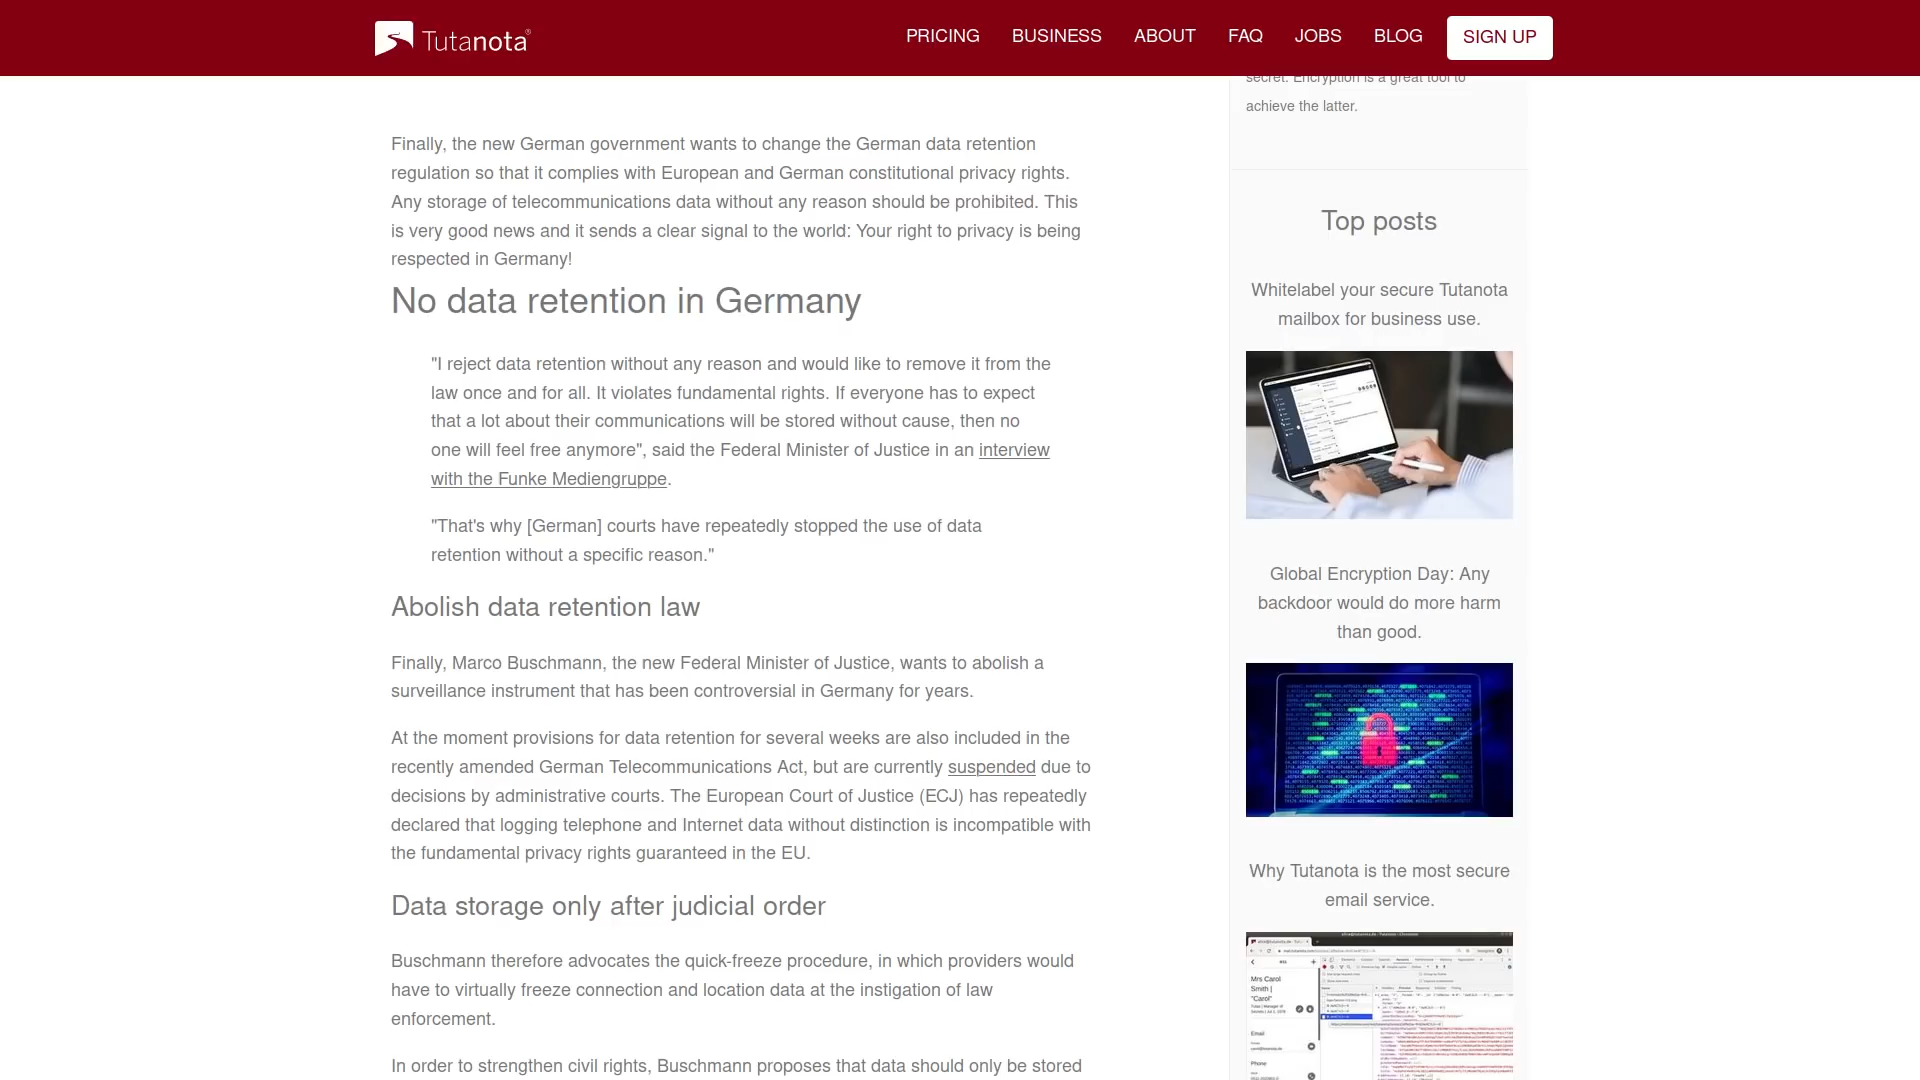 Tutanota®
PRICING BUSINESS ABOUT FAQ JOBS BLOG SIGN UP
Finally, the new German government wants to change the German data retention
regulation so that it complies with European and German constitutional privacy rights.
Any storage of telecommunications data without any reason should be prohibited. This
is very good news and it sends a clear signal to the world: Your right to privacy is being
respected in Germany!
No data retention in Germany
"I reject data retention without any reason and would like to remove it from the
law once and for all. It violates fundamental rights. If everyone has to expect
that a lot about their communications will be stored without cause, then no
one will feel free anymore", said the Federal Minister of Justice in an interview
with the Funke Mediengruppe.
"That's why [German] courts have repeatedly stopped the use of data
retention without a specific reason."
Abolish data retention law
Finally, Marco Buschmann, the new Federal Minister of Justice, wants to abolish a
surveillance instrument that has been controversial in Germany for years.
At the moment provisions for data retention for several weeks are also included in the
recently amended German Telecommunications Act, but are currently suspended due to
decisions by administrative courts. The European Court of Justice (ECJ) has repeatedly
declared that logging telephone and Internet data without distinction is incompatible with
the fundamental privacy rights guaranteed in the EU.
Data storage only after judicial order
Buschmann therefore advocates the quick-freeze procedure, in which providers would
have to virtually freeze connection and location data at the instigation of law
enforcement.
In order to strengthen civil rights, Buschmann proposes that data should only be stored
secret. Encryption is a great tool to
achieve the latter.
Top posts
Whitelabel your secure Tutanota
mailbox for business use.
Global Encryption Day: Any
backdoor would do more harm
than good.
Why Tutanota is the most secure
email service.
Mrs Carol
Smith |
"Carol"
Email
Phone